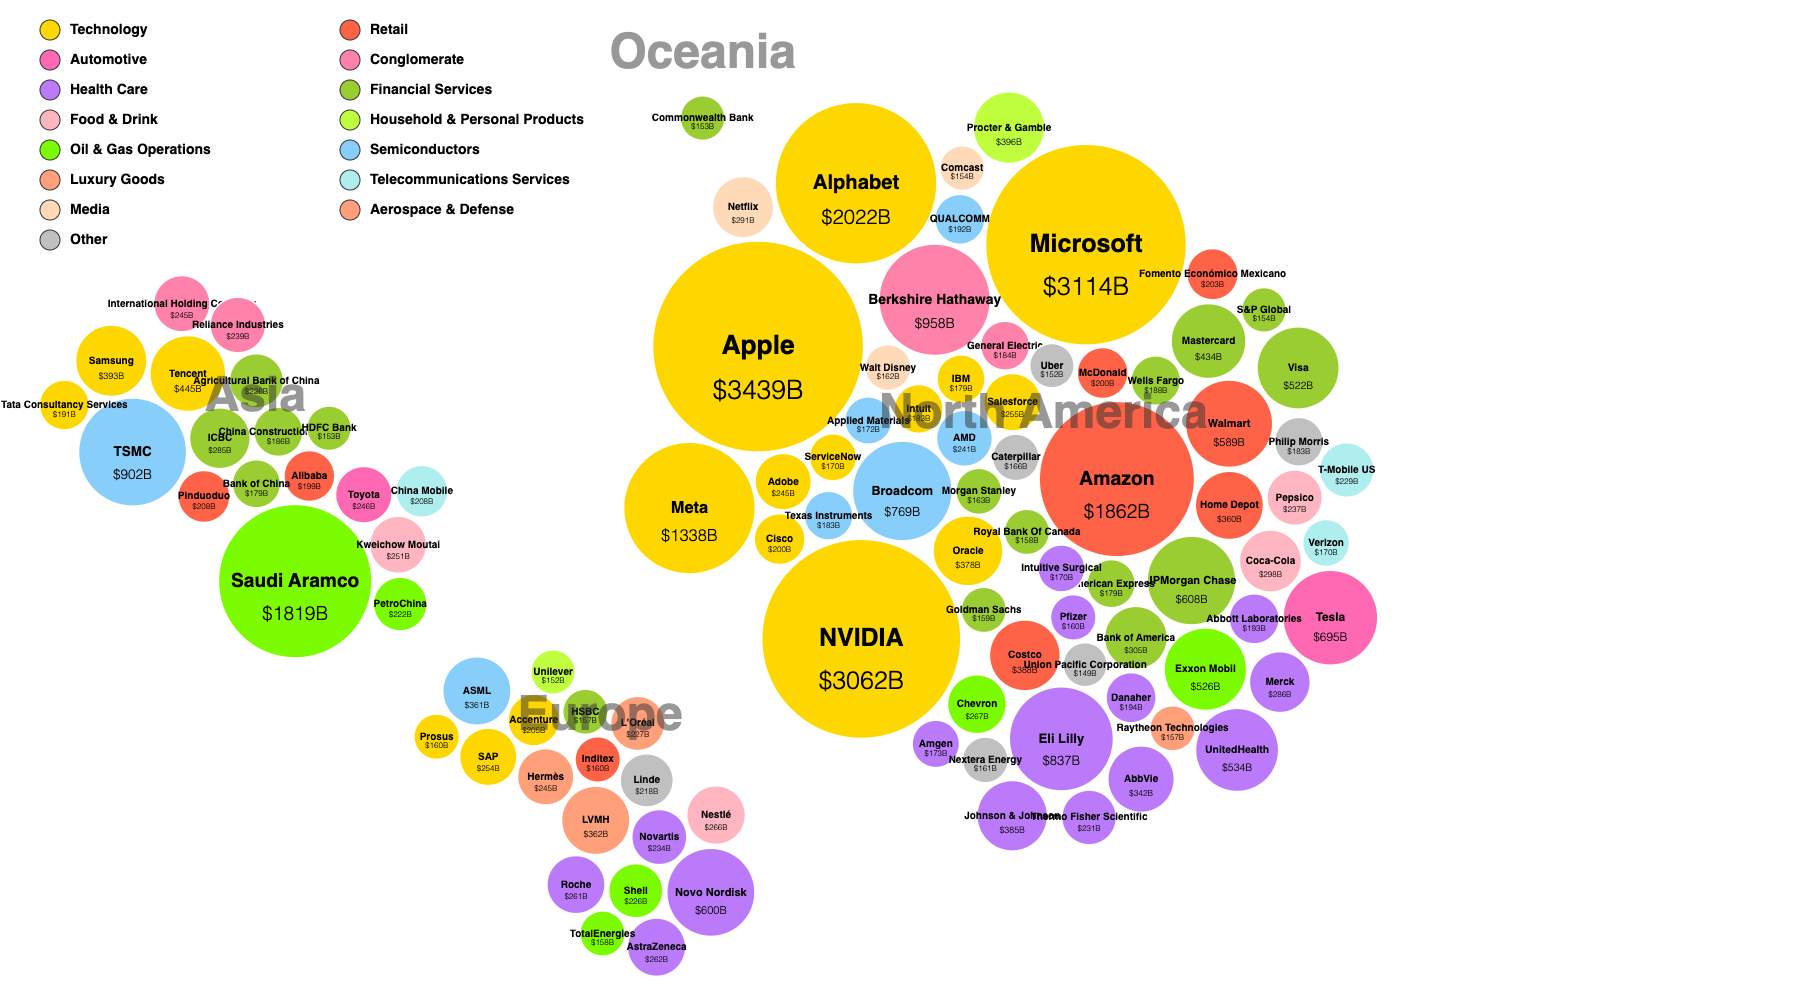 Technology
Automotive
Health Care
Food & Drink
Oil & Gas Operations
Luxury Goods
Media
Other
Retail
Conglomerate
Financial Services
Household & Personal Products
Semiconductors
Telecommunications Services
Aerospace & Defense
Oceania
Commonwealth Bank
$153B
Asia
International Holding
$245B
Reliance Industries
$239B
Samsung
$393B
Tencent
$445B
Agricultural Bank of China
Tata Consultancy Services
$191B
TSMC
$902B
ICBC
$285B
China Constructio
$186B
HDFC Bank
$153B
Pinduoduo
$208B
Bank of China
$179B
Alibaba
$199B
Toyota
$246B
China Mobile
$208B
Kweichow Moutai
$251B
Saudi Aramco
$1819B
PetroChina
$222B
North America
Alphabet
$2022B
Procter & Gamble
$396B
Comcast
$154B
Netflix
$291B
QUALCOMM
$192B
Microsoft
$3114B
Fomento Económico Mexicano
$203B
Berkshire Hathaway
$958B
S&P Global
$154B
Apple
$3439B
General Electric
$184B
Mastercard
$434B
Visa
$522B
Walt Disney
$162B
IBM
$179B
Uber
$152B
McDonald
$200B
Wells Fargo
$188B
Intuit
Salesforce
$255B
Applied Materials
$172B
AMD
$241B
Walmart
$589B
Philip Morris
$183B
ServiceNow
$170B
Caterpillar
$166B
T-Mobile US
$229B
Adobe
$245B
Broadcom
$769B
Morgan Stanley
$163B
Amazon
$1862B
Pepsico
$237B
Home Depot
$360B
Meta
$1338B
Texas Instruments
$183B
Cisco
$200B
Royal Bank Of Canada
$158B
Verizon
$170B
Oracle
$378B
Intuitive Surgical
$170B
erican Express
$179B
JPMorgan Chase
$608B
Coca-Cola
$298B
Goldman Sachs
$159B
Pfizer
$160B
Abbott Laboratories
$193B
Tesla
$695B
NVIDIA
$3062B
Bank of America
$305B
Costco
$388B
Union Pacific Corporation
$149B
Exxon Mobil
$526B
Merck
$286B
Chevron
$267B
Danaher
$194B
Raytheon Technologies
$157B
Amgen
$173B
Eli Lilly
$837B
UnitedHealth
$534B
Nextera Energy
$161B
AbbVie
$342B
Johnson & Johnson
$385B
Thermo Fisher Scientific
$231B
Europe
Unilever
$152B
ASML
$361B
Accenture
$205B
HSBC
$157B
L'Oréal
$227B
Prosus
$160B
SAP
$254B
Inditex
$160B
Hermès
$245B
Linde
$218B
LVMH
$362B
Nestlé
$266B
Novartis
$234B
Roche
$261B
Shell
$226B
Novo Nordisk
$600B
TotalEnergies
$158B
AstraZeneca
$262B